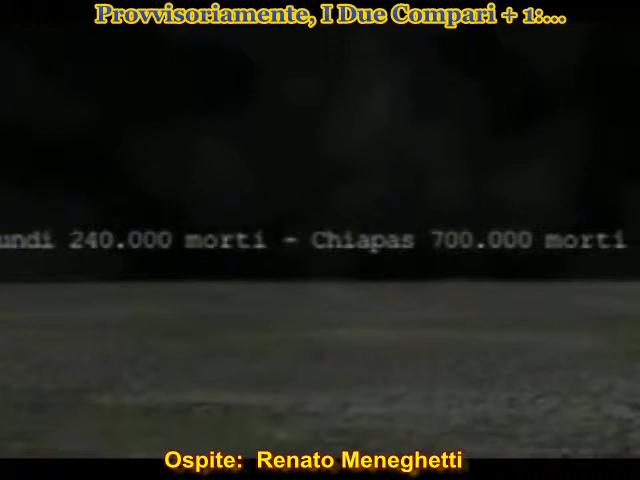 Provvisoriamente, I Due Compari + 1:...
undi 240.000 morti - Chiapas 700.000 morti
Ospite: Renato Meneghetti